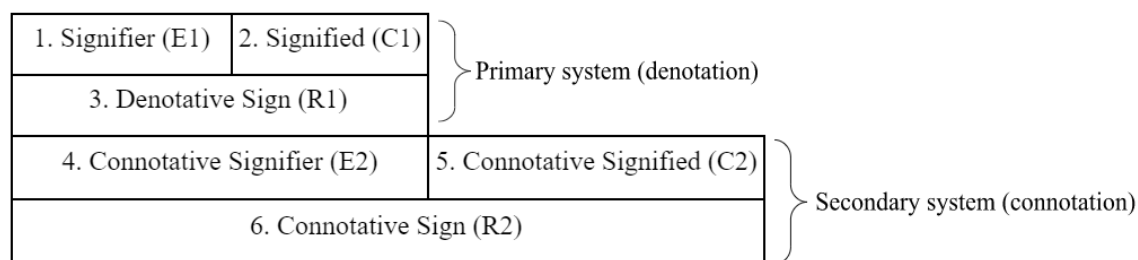 1. Signifier (E1) 2. Signified (C1)
Primary system (denotation)
3. Denotative Sign (R1)
4. Connotative Signifier (E2) 5. Connotative Signified (C2)
Secondary system (connotation)
6. Connotative Sign (R2)